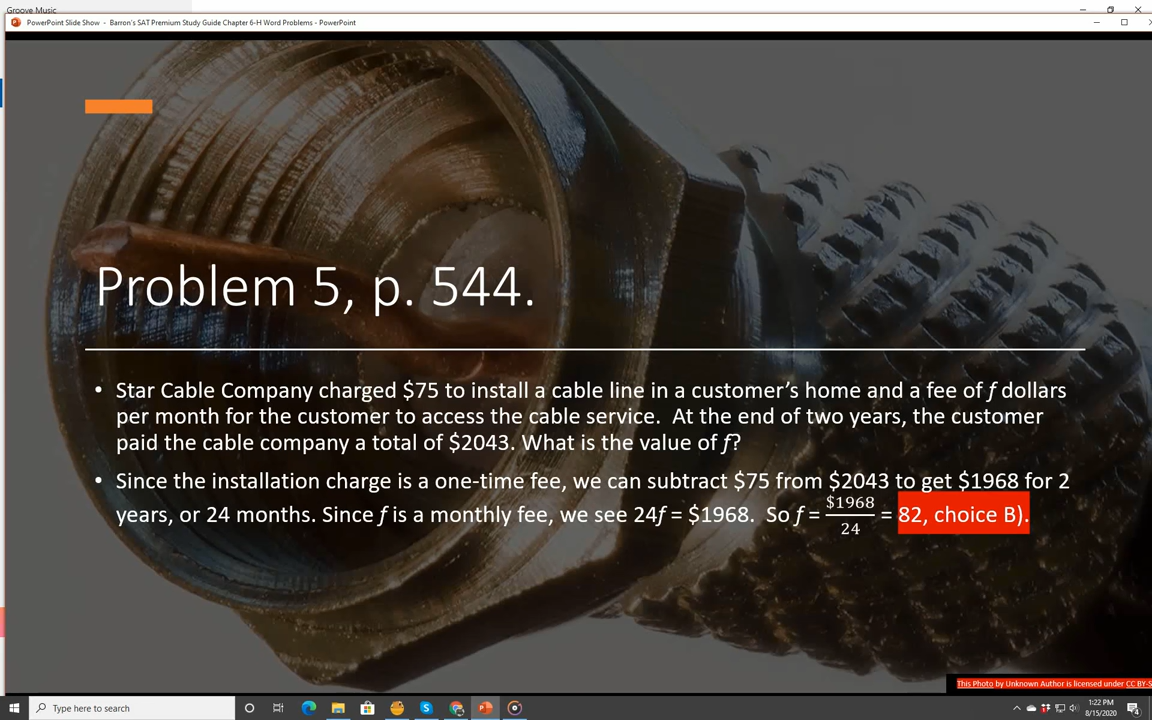 Groove Music
PowerPoint Slide Show - Barron's SAT Premium Study Guide Chapter 6-H Word Problems - PowerPoint
Problem 5, p. 544.
• Star Cable Company charged $75 to install a cable line in a customer's home and a fee of f dollars
per month for the customer to access the cable service. At the end of two years, the customer
paid the cable company a total of $2043. What is the value of f?
• Since the installation charge is a one-time fee, we can subtract $75 from $2043 to get $1968 for 2
years, or 24 months. Since f is a monthly fee, we see 24f = $1968. So f = $1968/24 = 82, choice B).
This Photo by Unknown Author is licensed under CC BY-S
Type here to search
1:22 PM
8/15/2020
4